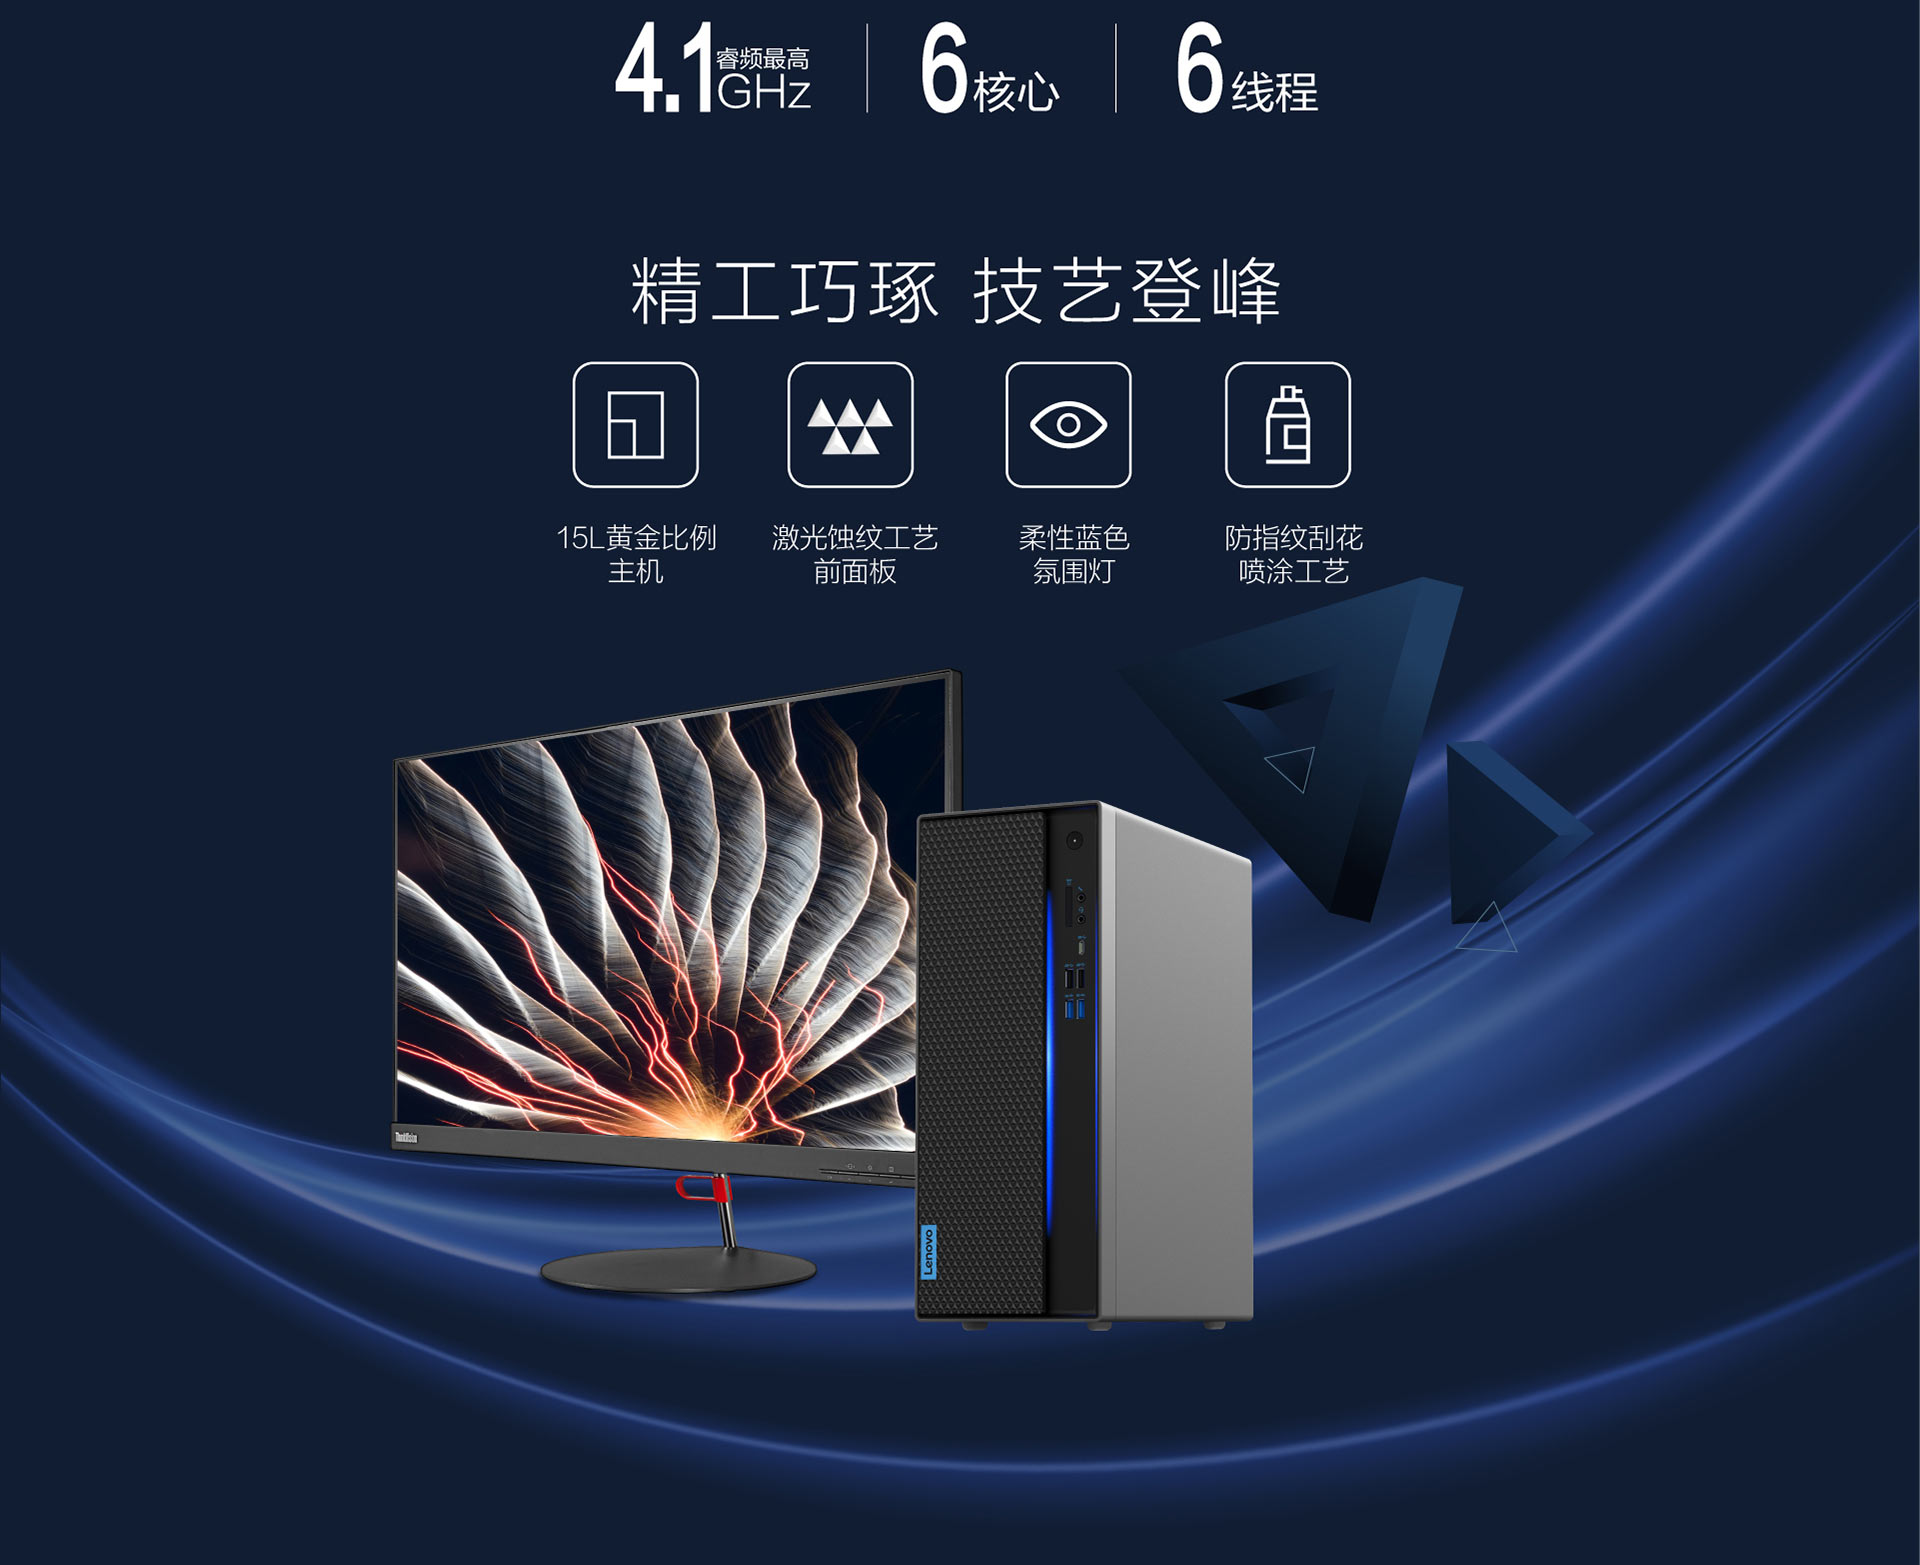 4.1睿频最高GHz
6核心
6线程
精工巧琢 技艺登峰
15L黄金比例
主机
激光蚀纹工艺
前面板
柔性蓝色
氛围灯
防指纹刮花
喷涂工艺
ThinkVision
Lenovo